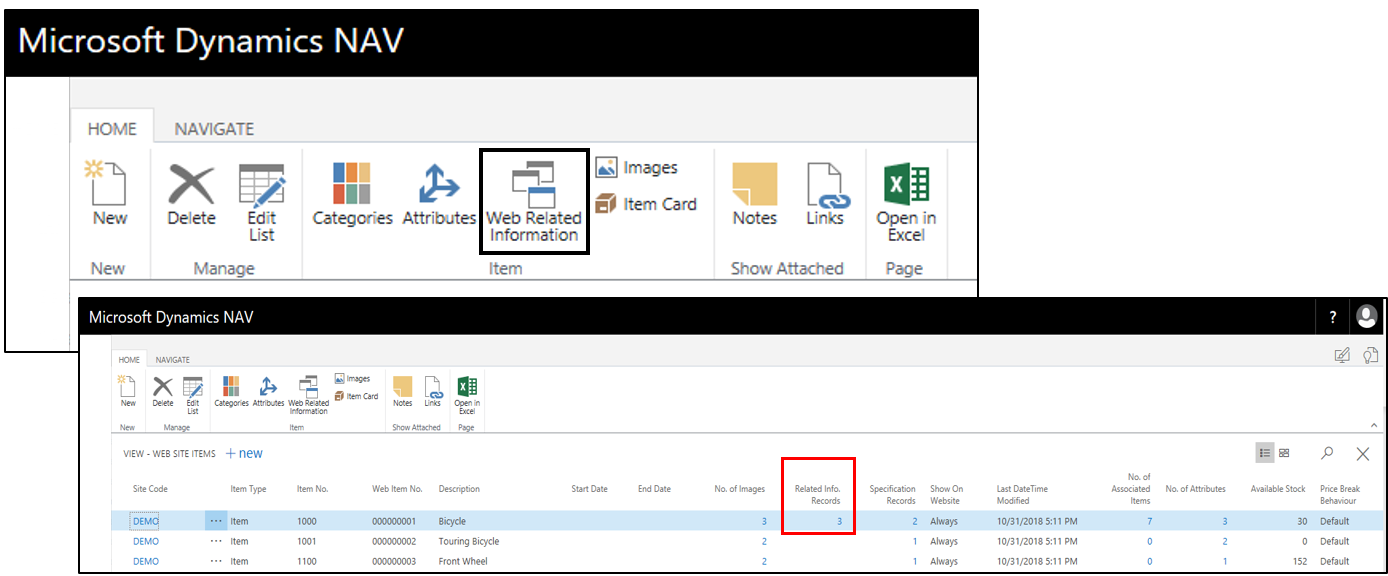 Microsoft Dynamics NAV
HOME NAVIGATE
New Delete Edit List Categories Attributes Web Related Information Images Item Card Notes Links Open in Excel
New Manage Item Show Attached Page
Microsoft Dynamics NAV ?
HOME NAVIGATE
New Delete Edit List Categories Attributes Web Related Information Images Item Card Notes Links Open in Excel
New Manage Item Show Attached Page
VIEW - WEB SITE ITEMS + new
Site Code Item Type Item No. Web Item No. Description Start Date End Date No. of Images Related Info. Records Specification Records Show On Website Last DateTime Modified No. of Associated Items No. of Attributes Available Stock Price Break Behaviour
DEMO ··· Item 1000 000000001 Bicycle 3 3 2 Always 10/31/2018 5:11 PM 7 3 30 Default
DEMO ··· Item 1001 000000002 Touring Bicycle 2 1 Always 10/31/2018 5:11 PM 0 2 0 Default
DEMO ··· Item 1100 000000003 Front Wheel 2 1 Always 10/31/2018 5:11 PM 0 1 152 Default